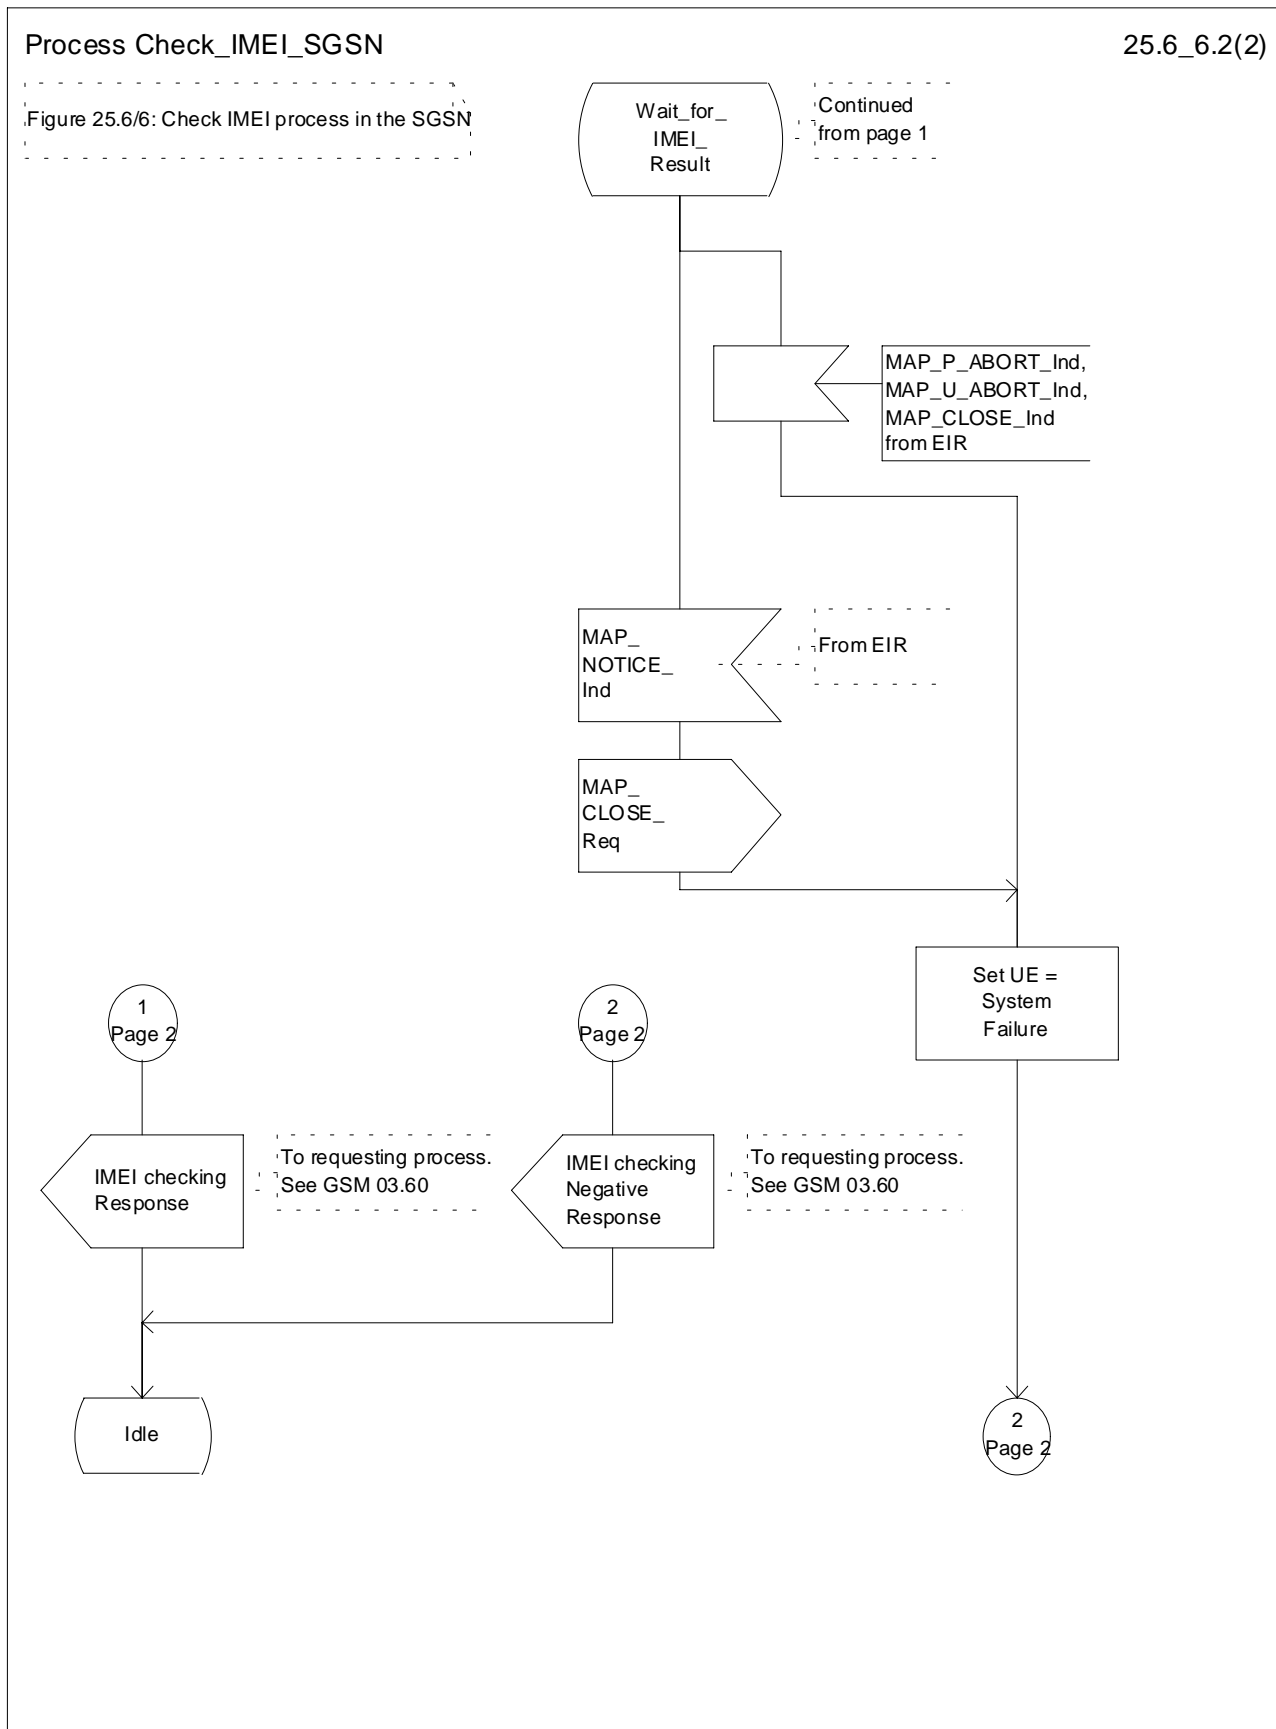 Process Check_IMEI_SGSN
25.6_6.2(2)
Figure 25.6/6: Check IMEI process in the SGSN
Wait_for_
IMEI_
Result
Continued
from page 1
MAP_P_ABORT_Ind,
MAP_U_ABORT_Ind,
MAP_CLOSE_Ind
from EIR
MAP_
NOTICE_
Ind
From EIR
MAP_
CLOSE_
Req
Set UE =
System
Failure
1
Page 2
2
Page 2
IMEI checking
Response
To requesting process.
See GSM 03.60
IMEI checking
Negative
Response
To requesting process.
See GSM 03.60
Idle
2
Page 2